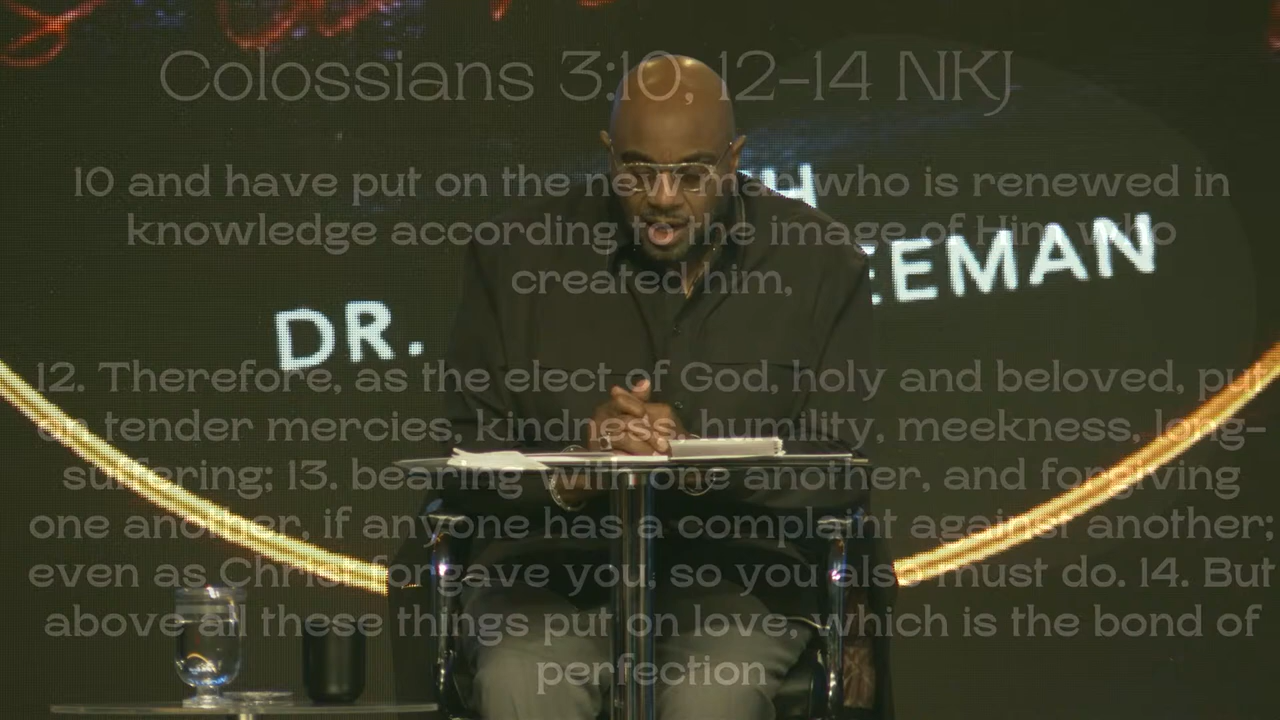 Colossians 3:10, 12-14 NKJ
10 and have put on the new man who is renewed in
knowledge according to the image of Him who
created him,
12. Therefore, as the elect of God, holy and beloved, put
on tender mercies, kindness, humility, meekness, long-
suffering; 13. bearing with one another, and forgiving
one another, if anyone has a complaint against another;
even as Christ forgave you, so you also must do. 14. But
above all these things put on love, which is the bond of
perfection
DR. EEMAN